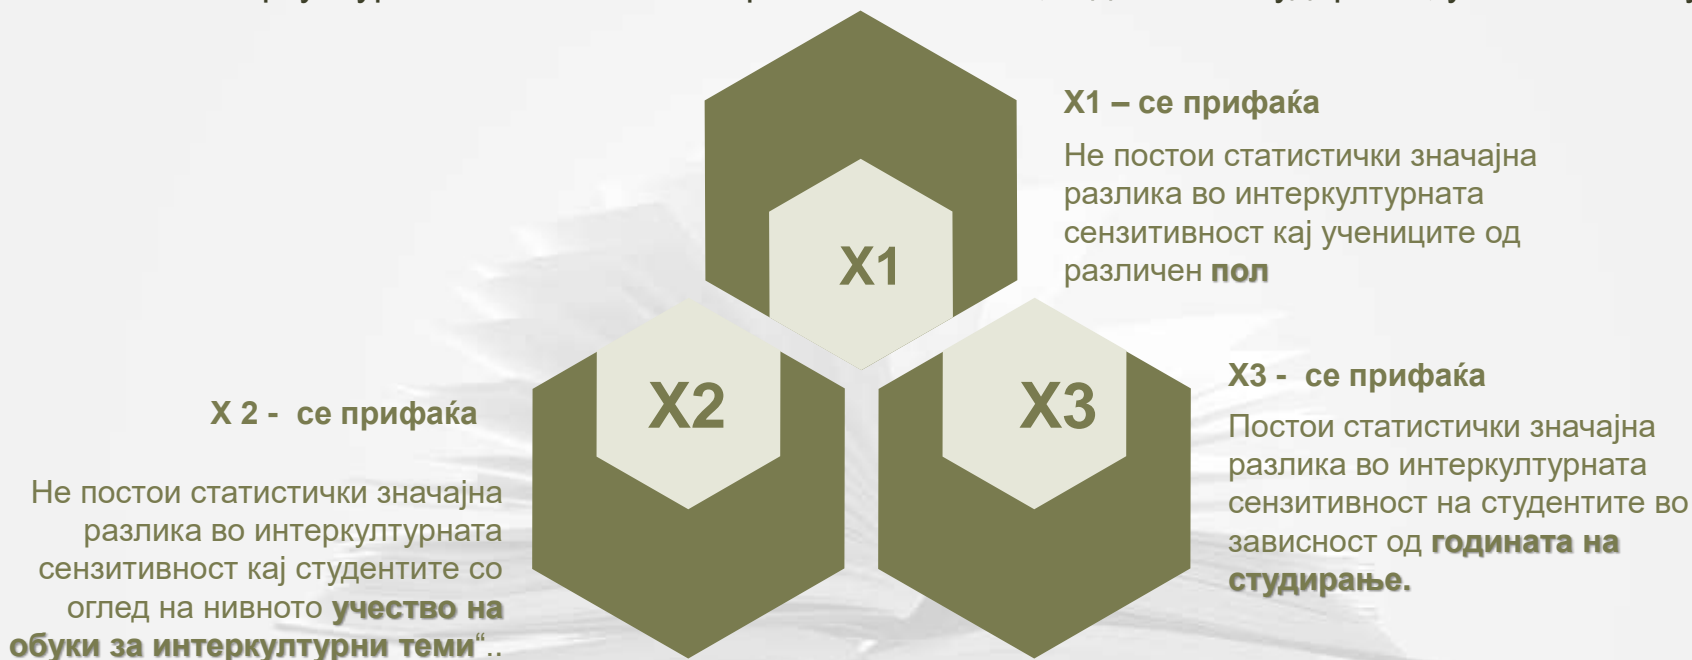 X1 – се прифаќа
Не постои статистички значајна
разлика во интеркултурната
сензитивност кај учениците од
различен пол
X1
X2
X3
X 2 - се прифаќа
Не постои статистички значајна
разлика во интеркултурната
сензитивност кај студентите со
оглед на нивното учество на
обуки за интеркултурни теми“..
X3 - се прифаќа
Постои статистички значајна
разлика во интеркултурната
сензитивност на студентите во
зависност од годината на
студирање.